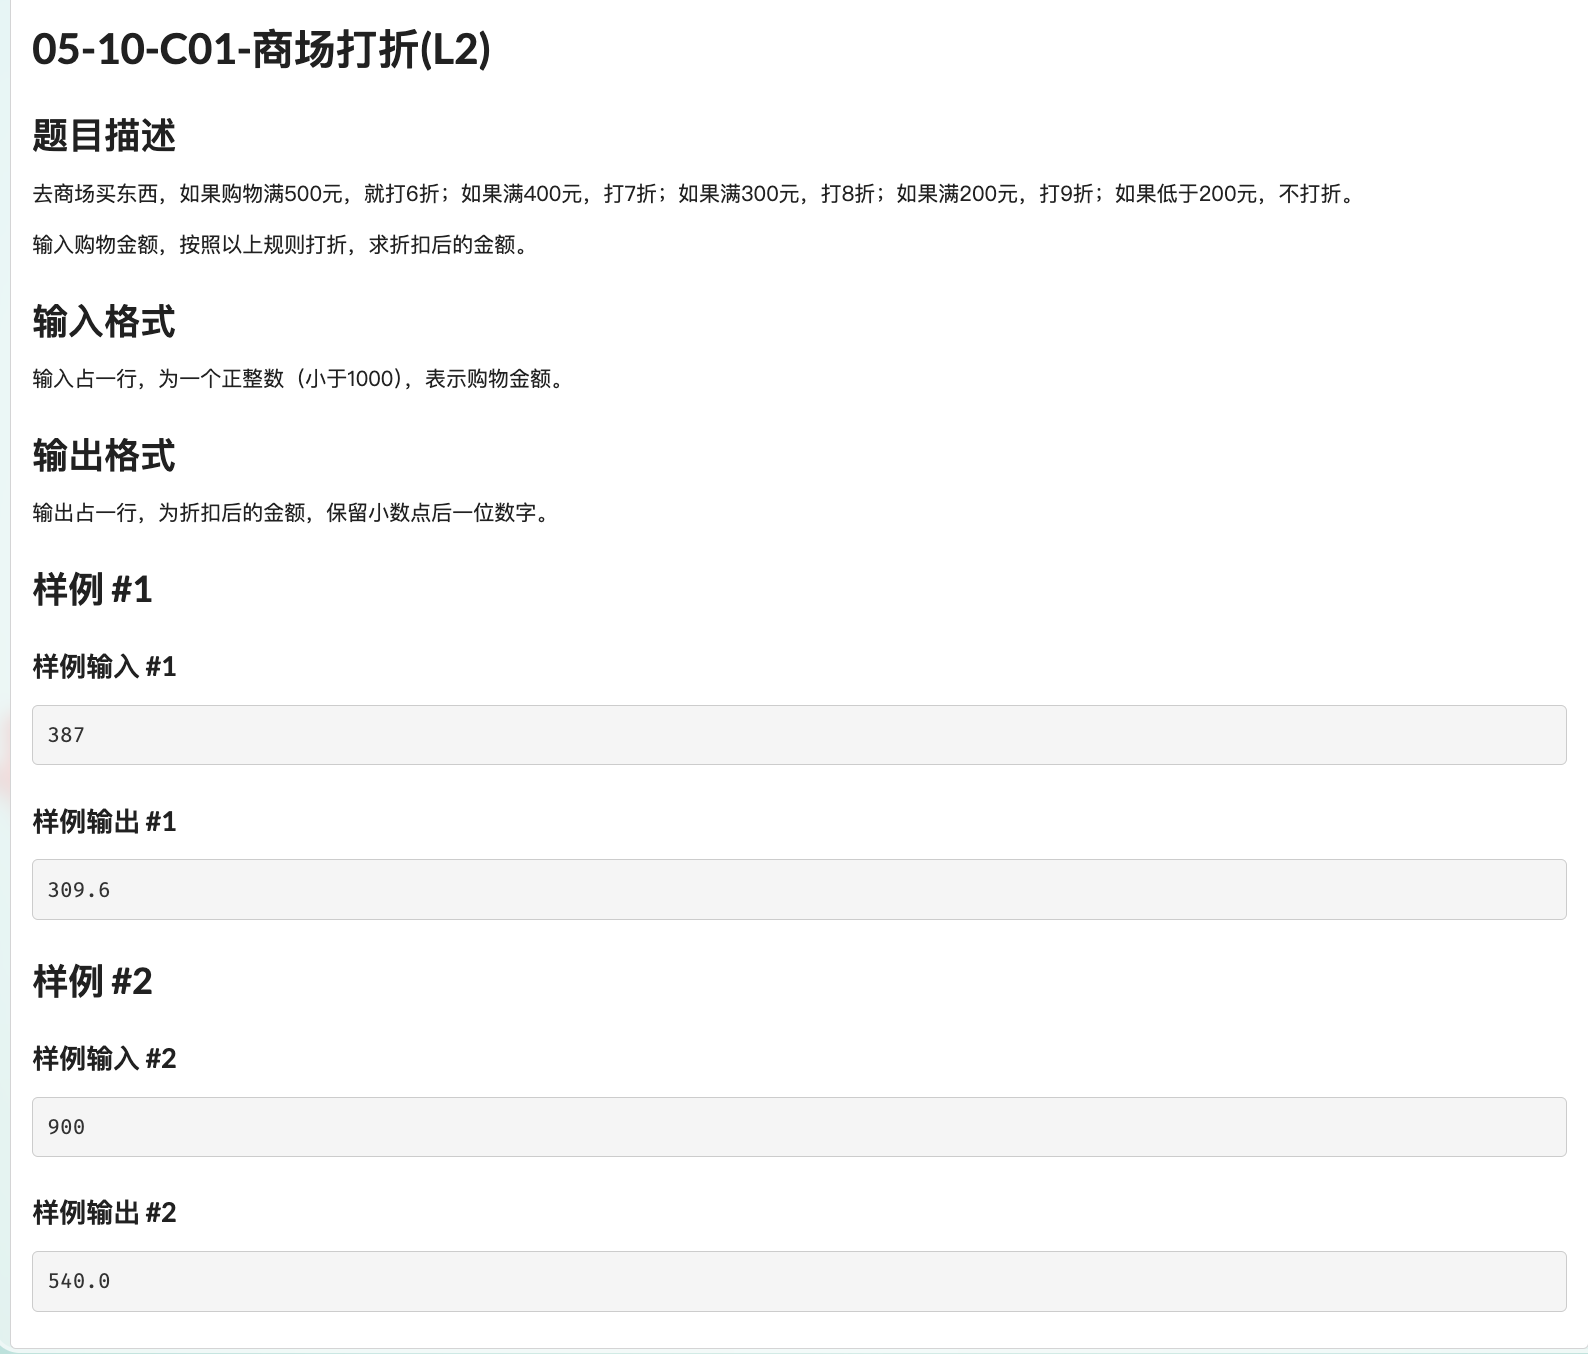 05-10-C01-商场打折(L2)
题目描述
去商场买东西，如果购物满500元，就打6折；如果满400元，打7折；如果满300元，打8折；如果满200元，打9折；如果低于200元，不打折。
输入购物金额，按照以上规则打折，求折扣后的金额。
输入格式
输入占一行，为一个正整数（小于1000），表示购物金额。
输出格式
输出占一行，为折扣后的金额，保留小数点后一位数字。
样例 #1
样例输入 #1
387
样例输出 #1
309.6
样例 #2
样例输入 #2
900
样例输出 #2
540.0